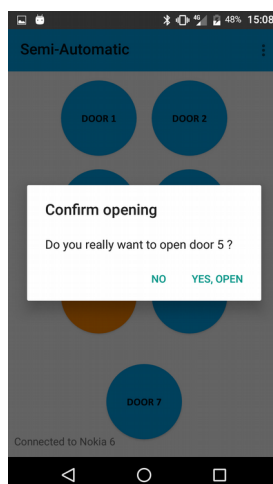 4G 48% 15:08
Semi-Automatic
DOOR 1 DOOR 2
Confirm opening
Do you really want to open door 5 ?
NO YES, OPEN
DOOR 7
Connected to Nokia 6